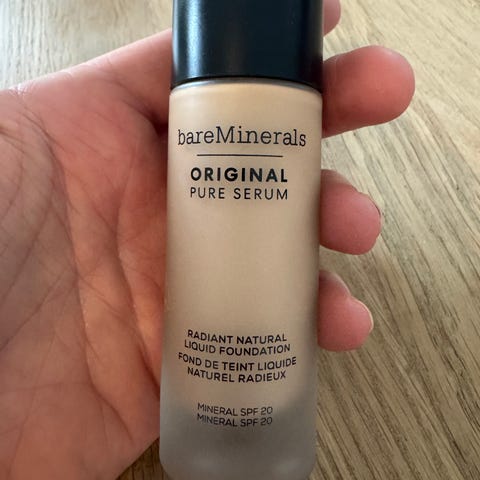 bareMinerals
ORIGINAL
PURE SERUM
RADIANT NATURAL
LIQUID FOUNDATION
FOND DE TEINT LIQUIDE
NATUREL RADIEUX
MINERAL SPF 20
MINERAL SPF 20